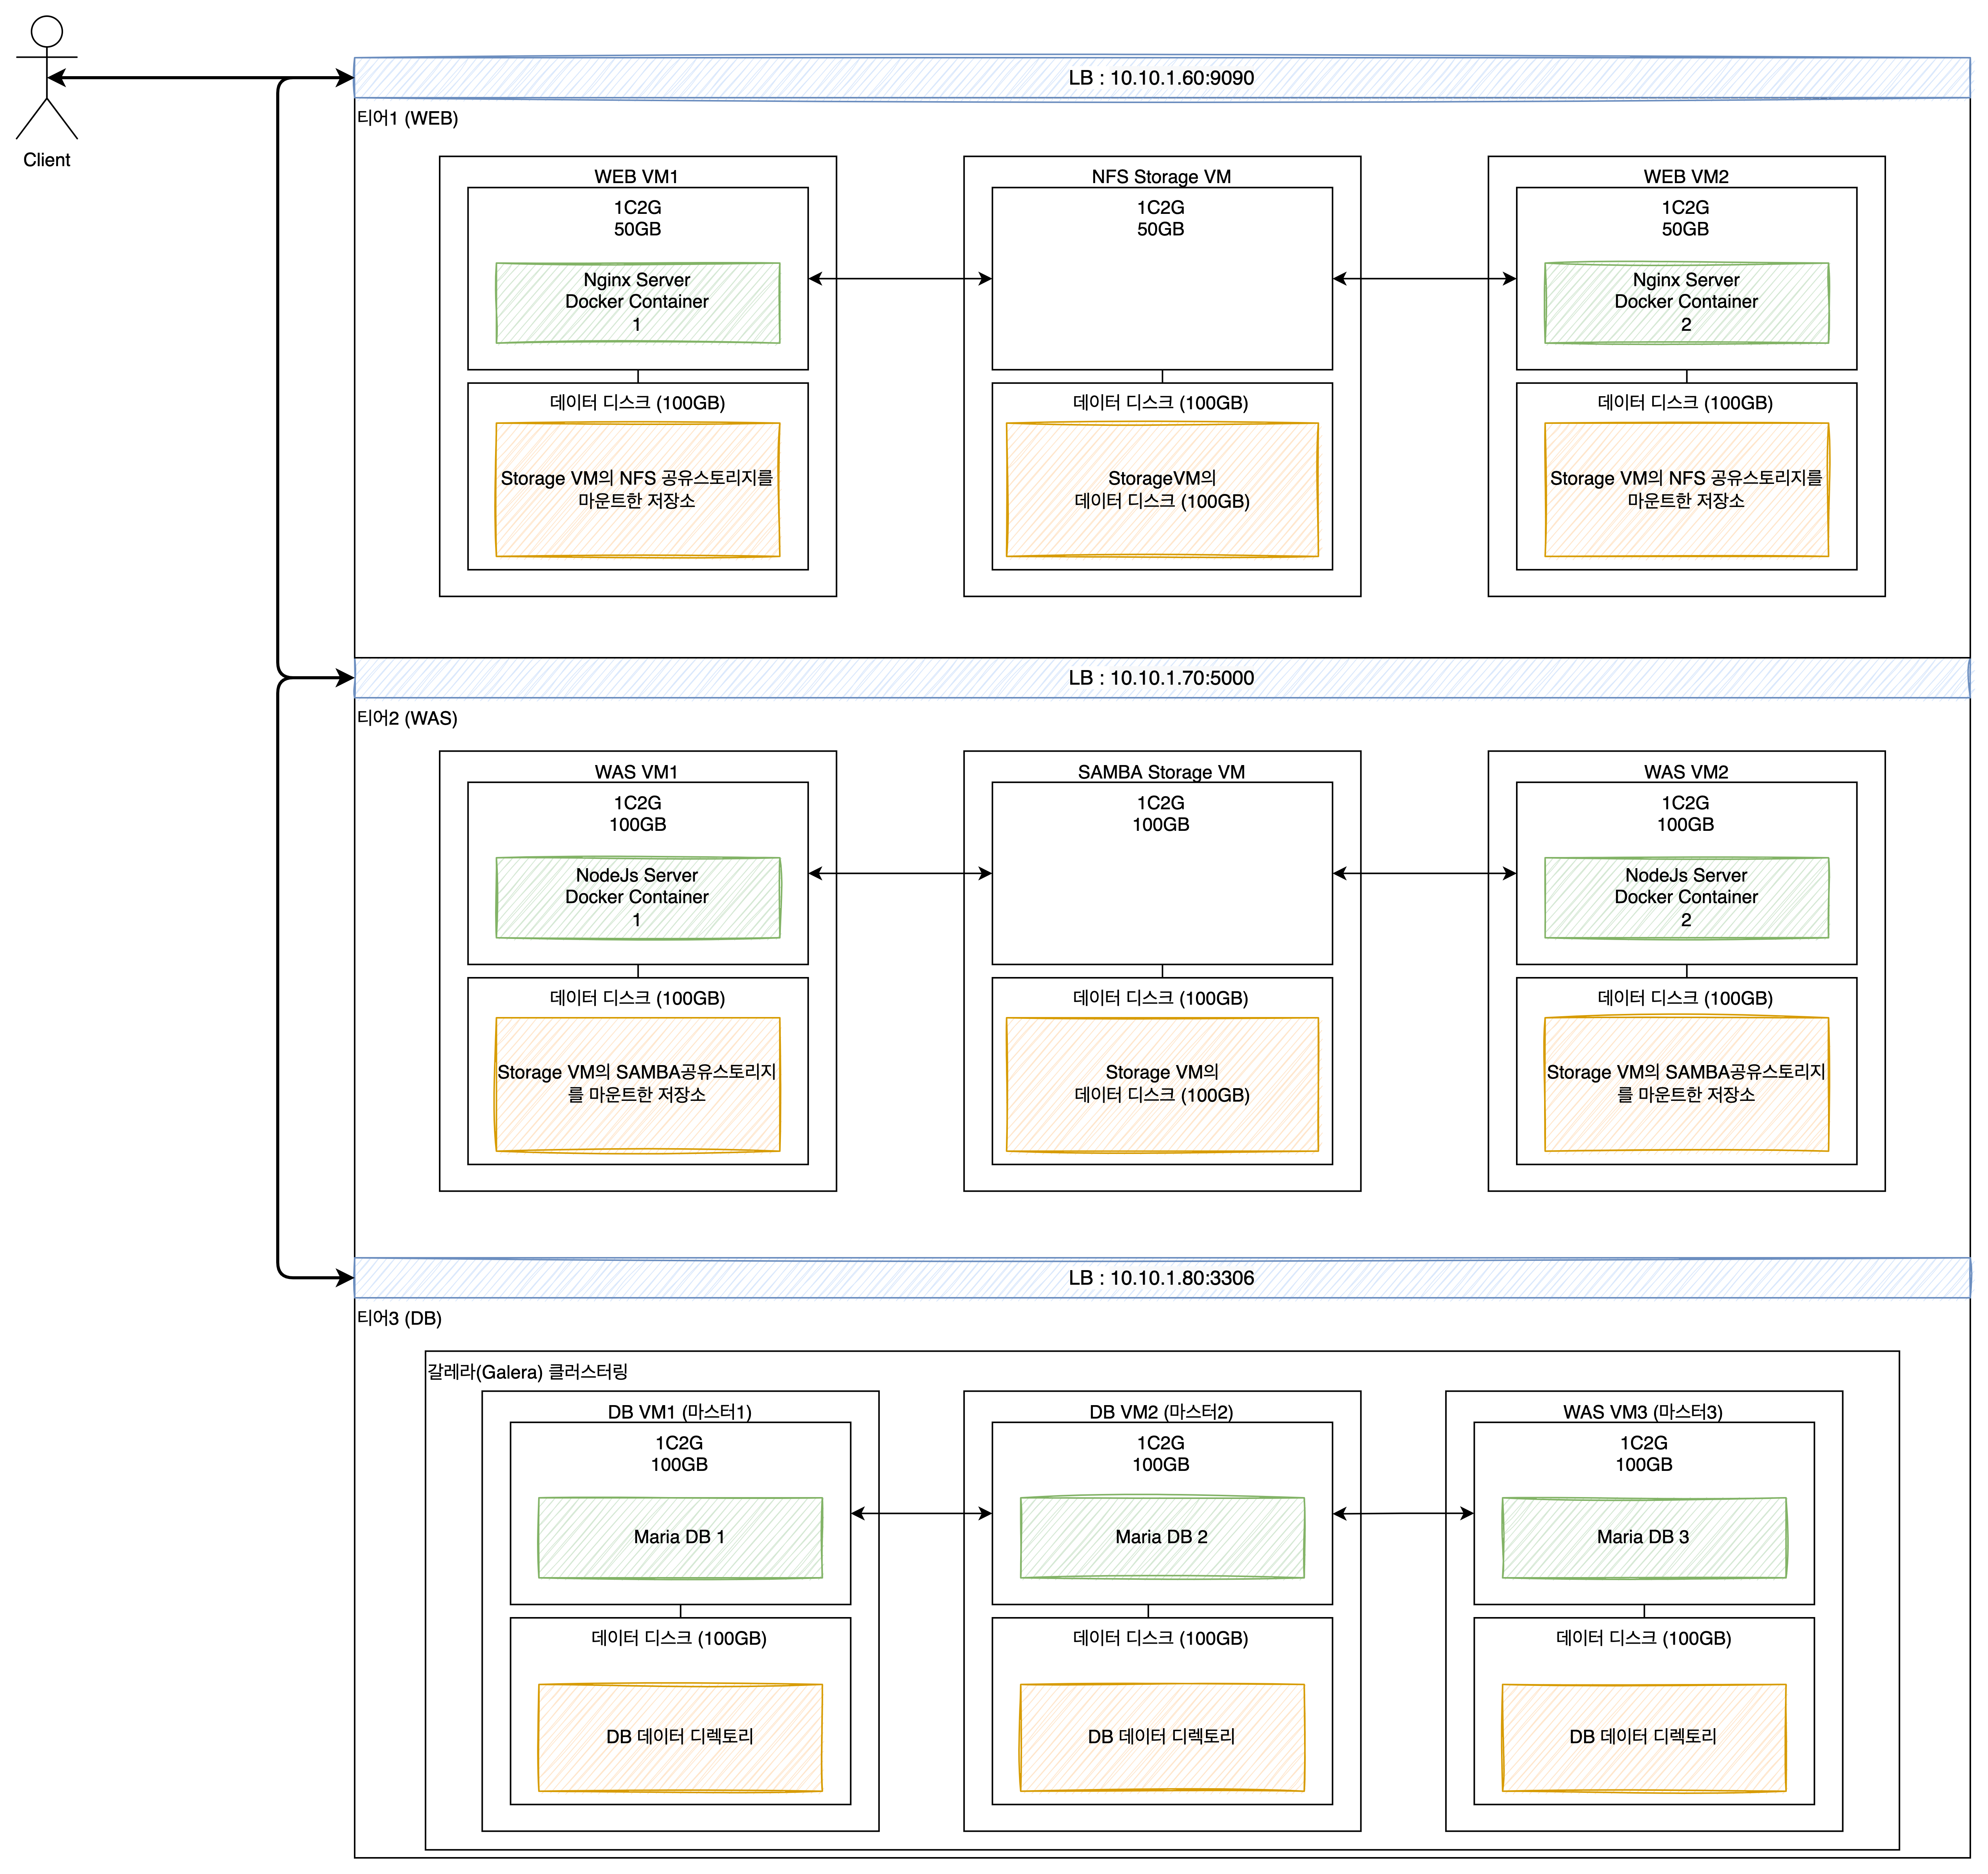 Client
LB : 10.10.1.60:9090
티어1 (WEB)
WEB VM1
1C2G
50GB
Nginx Server
Docker Container
1
데이터 디스크 (100GB)
Storage VM의 NFS 공유스토리지를
마운트한 저장소
NFS Storage VM
1C2G
50GB
데이터 디스크 (100GB)
StorageVM의
데이터 디스크 (100GB)
WEB VM2
1C2G
50GB
Nginx Server
Docker Container
2
데이터 디스크 (100GB)
Storage VM의 NFS 공유스토리지를
마운트한 저장소
LB : 10.10.1.70:5000
티어2 (WAS)
WAS VM1
1C2G
100GB
NodeJs Server
Docker Container
1
데이터 디스크 (100GB)
Storage VM의 SAMBA공유스토리지
를 마운트한 저장소
SAMBA Storage VM
1C2G
100GB
데이터 디스크 (100GB)
Storage VM의
데이터 디스크 (100GB)
WAS VM2
1C2G
100GB
NodeJs Server
Docker Container
2
데이터 디스크 (100GB)
Storage VM의 SAMBA공유스토리지
를 마운트한 저장소
LB : 10.10.1.80:3306
티어3 (DB)
갈레라(Galera) 클러스터링
DB VM1 (마스터1)
1C2G
100GB
Maria DB 1
데이터 디스크 (100GB)
DB 데이터 디렉토리
DB VM2 (마스터2)
1C2G
100GB
Maria DB 2
데이터 디스크 (100GB)
DB 데이터 디렉토리
WAS VM3 (마스터3)
1C2G
100GB
Maria DB 3
데이터 디스크 (100GB)
DB 데이터 디렉토리